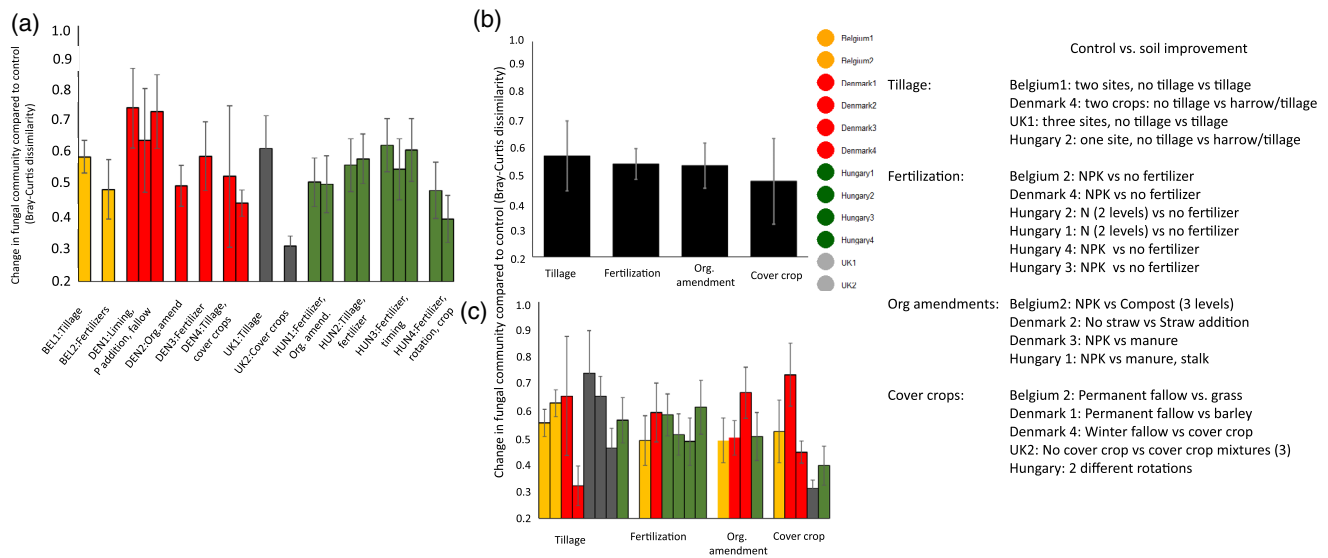 (a)
Change in fungal community compared to control
(Bray-Curtis dissimilarity)
1.0
0.9
0.8
0.7
0.6
0.5
0.4
0.3
0.2
BEL1:Tillage
BEL2:Fertilizers
DEN1:Liming,
P addition, fallow
DEN2:Org.amend
DEN3:Fertilizer
DEN4:Tillage,
cover crops
UK1:Tillage
UK2:Cover crops
HUN1:Fertilizer,
Org. amend.
HUN2:Tillage,
fertilizer
HUN3:Fertilizer,
timing
HUN4:Fertilizer,
rotation, crop
(b)
Change in fungal community compared to control (Bray-Curtis dissimilarity)
1.0
0.9
0.8
0.7
0.6
0.5
0.4
0.3
0.2
Tillage
Fertilization
Org.
amendment
Cover crop
Belgium1
Belgium2
Denmark1
Denmark2
Denmark3
Denmark4
Hungary1
Hungary2
Hungary3
Hungary4
UK1
UK2
(c)
1.0
0.9
0.8
0.7
0.6
0.5
0.4
0.3
0.2
Tillage
Fertilization
Org.
amendment
Cover crop
Control vs. soil improvement
Tillage: Belgium1: two sites, no tillage vs tillage
Denmark 4: two crops: no tillage vs harrow/tillage
UK1: three sites, no tillage vs tillage
Hungary 2: one site, no tillage vs harrow/tillage
Fertilization: Belgium 2: NPK vs no fertilizer
Denmark 4: NPK vs no fertilizer
Hungary 2: N (2 levels) vs no fertilizer
Hungary 1: N (2 levels) vs no fertilizer
Hungary 4: NPK vs no fertilizer
Hungary 3: NPK vs no fertilizer
Org amendments: Belgium2: NPK vs Compost (3 levels)
Denmark 2: No straw vs Straw addition
Denmark 3: NPK vs manure
Hungary 1: NPK vs manure, stalk
Cover crops: Belgium 2: Permanent fallow vs. grass
Denmark 1: Permanent fallow vs barley
Denmark 4: Winter fallow vs cover crop
UK2: No cover crop vs cover crop mixtures (3)
Hungary: 2 different rotations